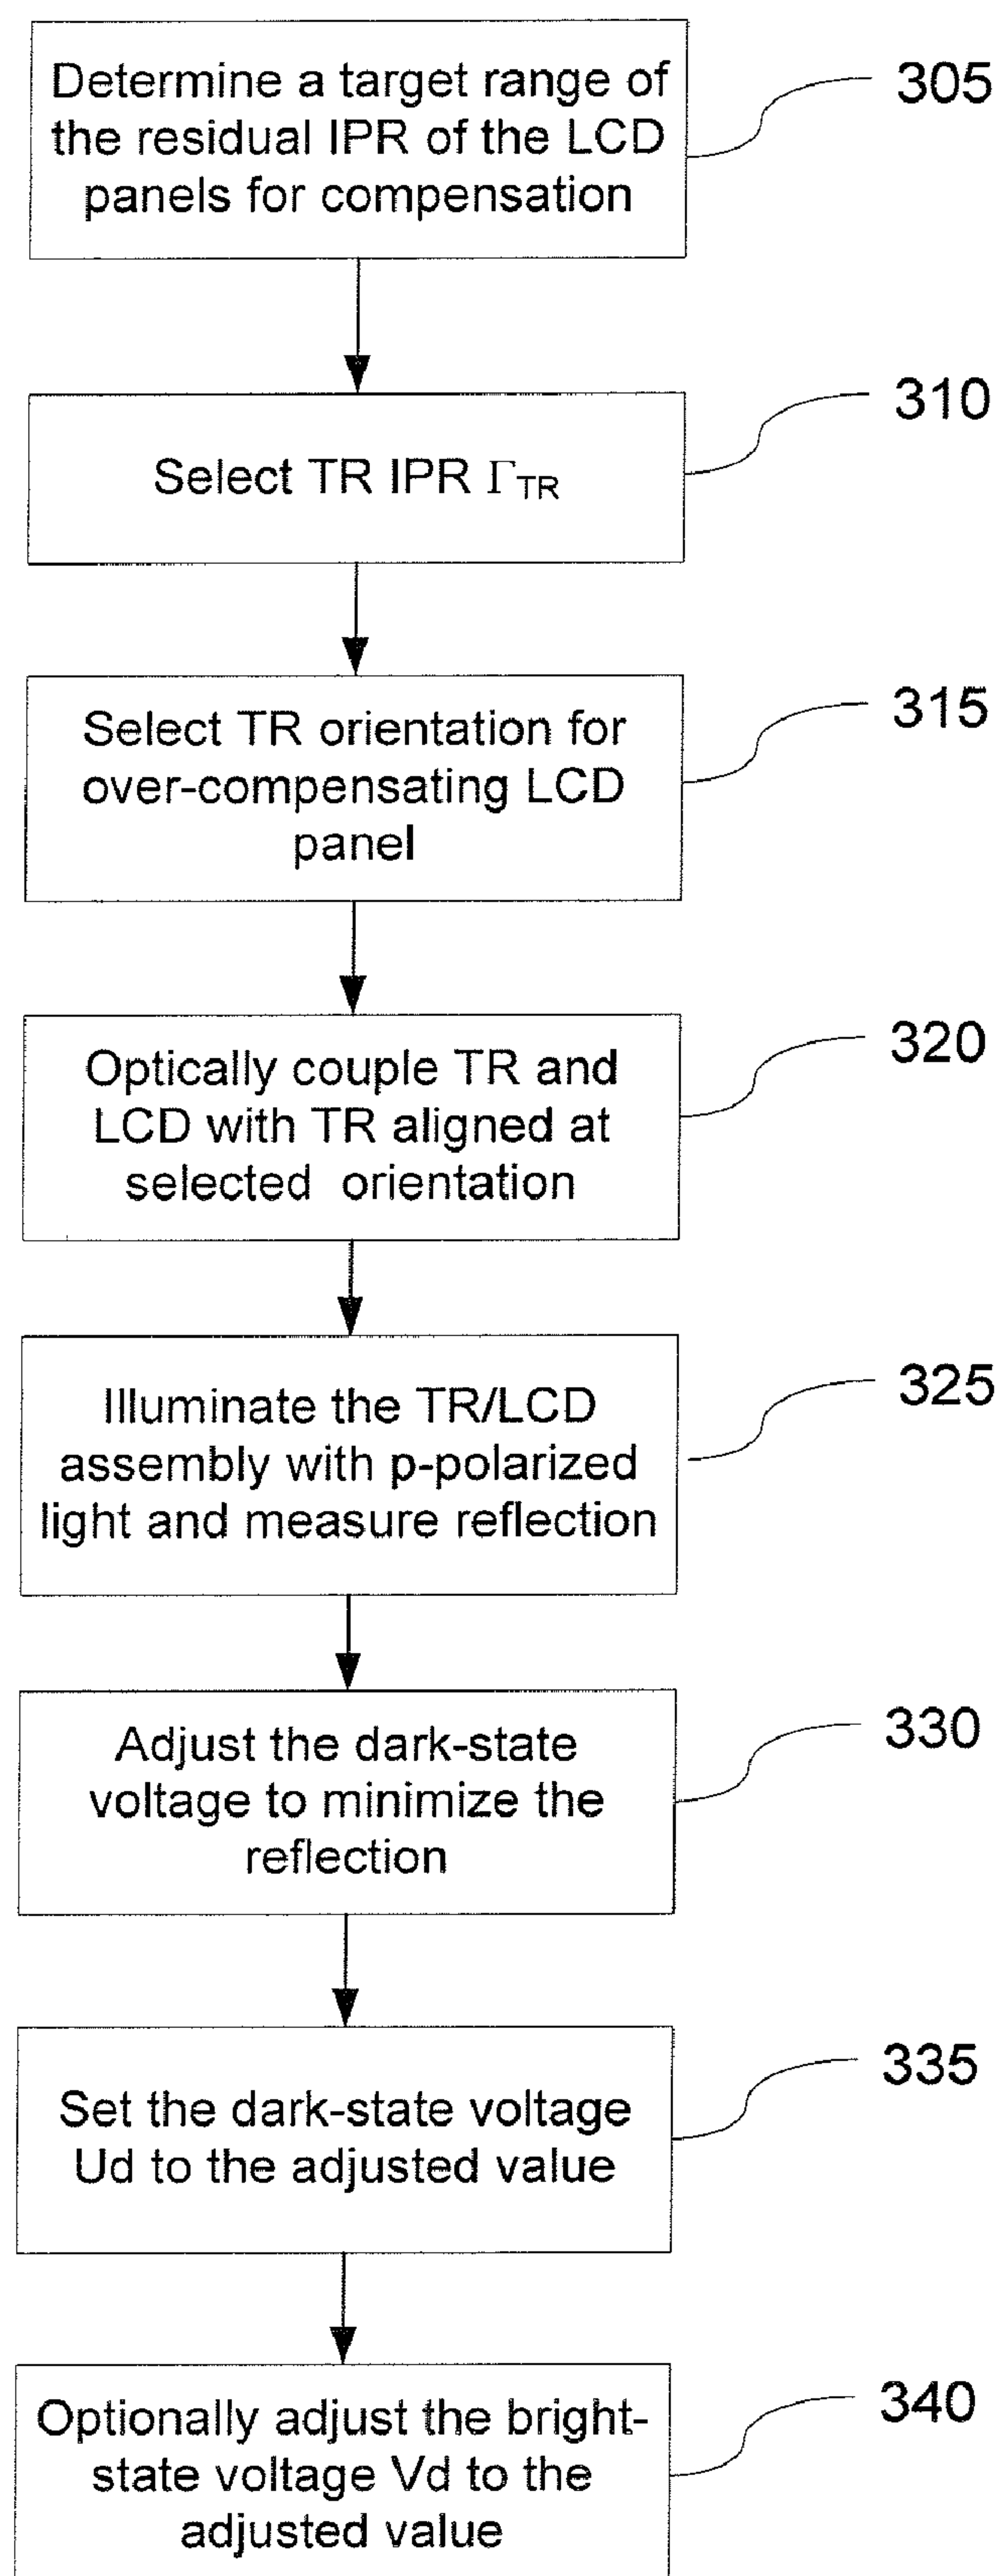 Determine a target range of
the residual IPR of the LCD
panels for compensation
305
Select TR IPR ΓTR
310
Select TR orientation for
over-compensating LCD
panel
315
Optically couple TR and
LCD with TR aligned at
selected orientation
320
Illuminate the TR/LCD
assembly with p-polarized
light and measure reflection
325
Adjust the dark-state
voltage to minimize the
reflection
330
Set the dark-state voltage
Ud to the adjusted value
335
Optionally adjust the bright-
state voltage Vd to the
adjusted value
340